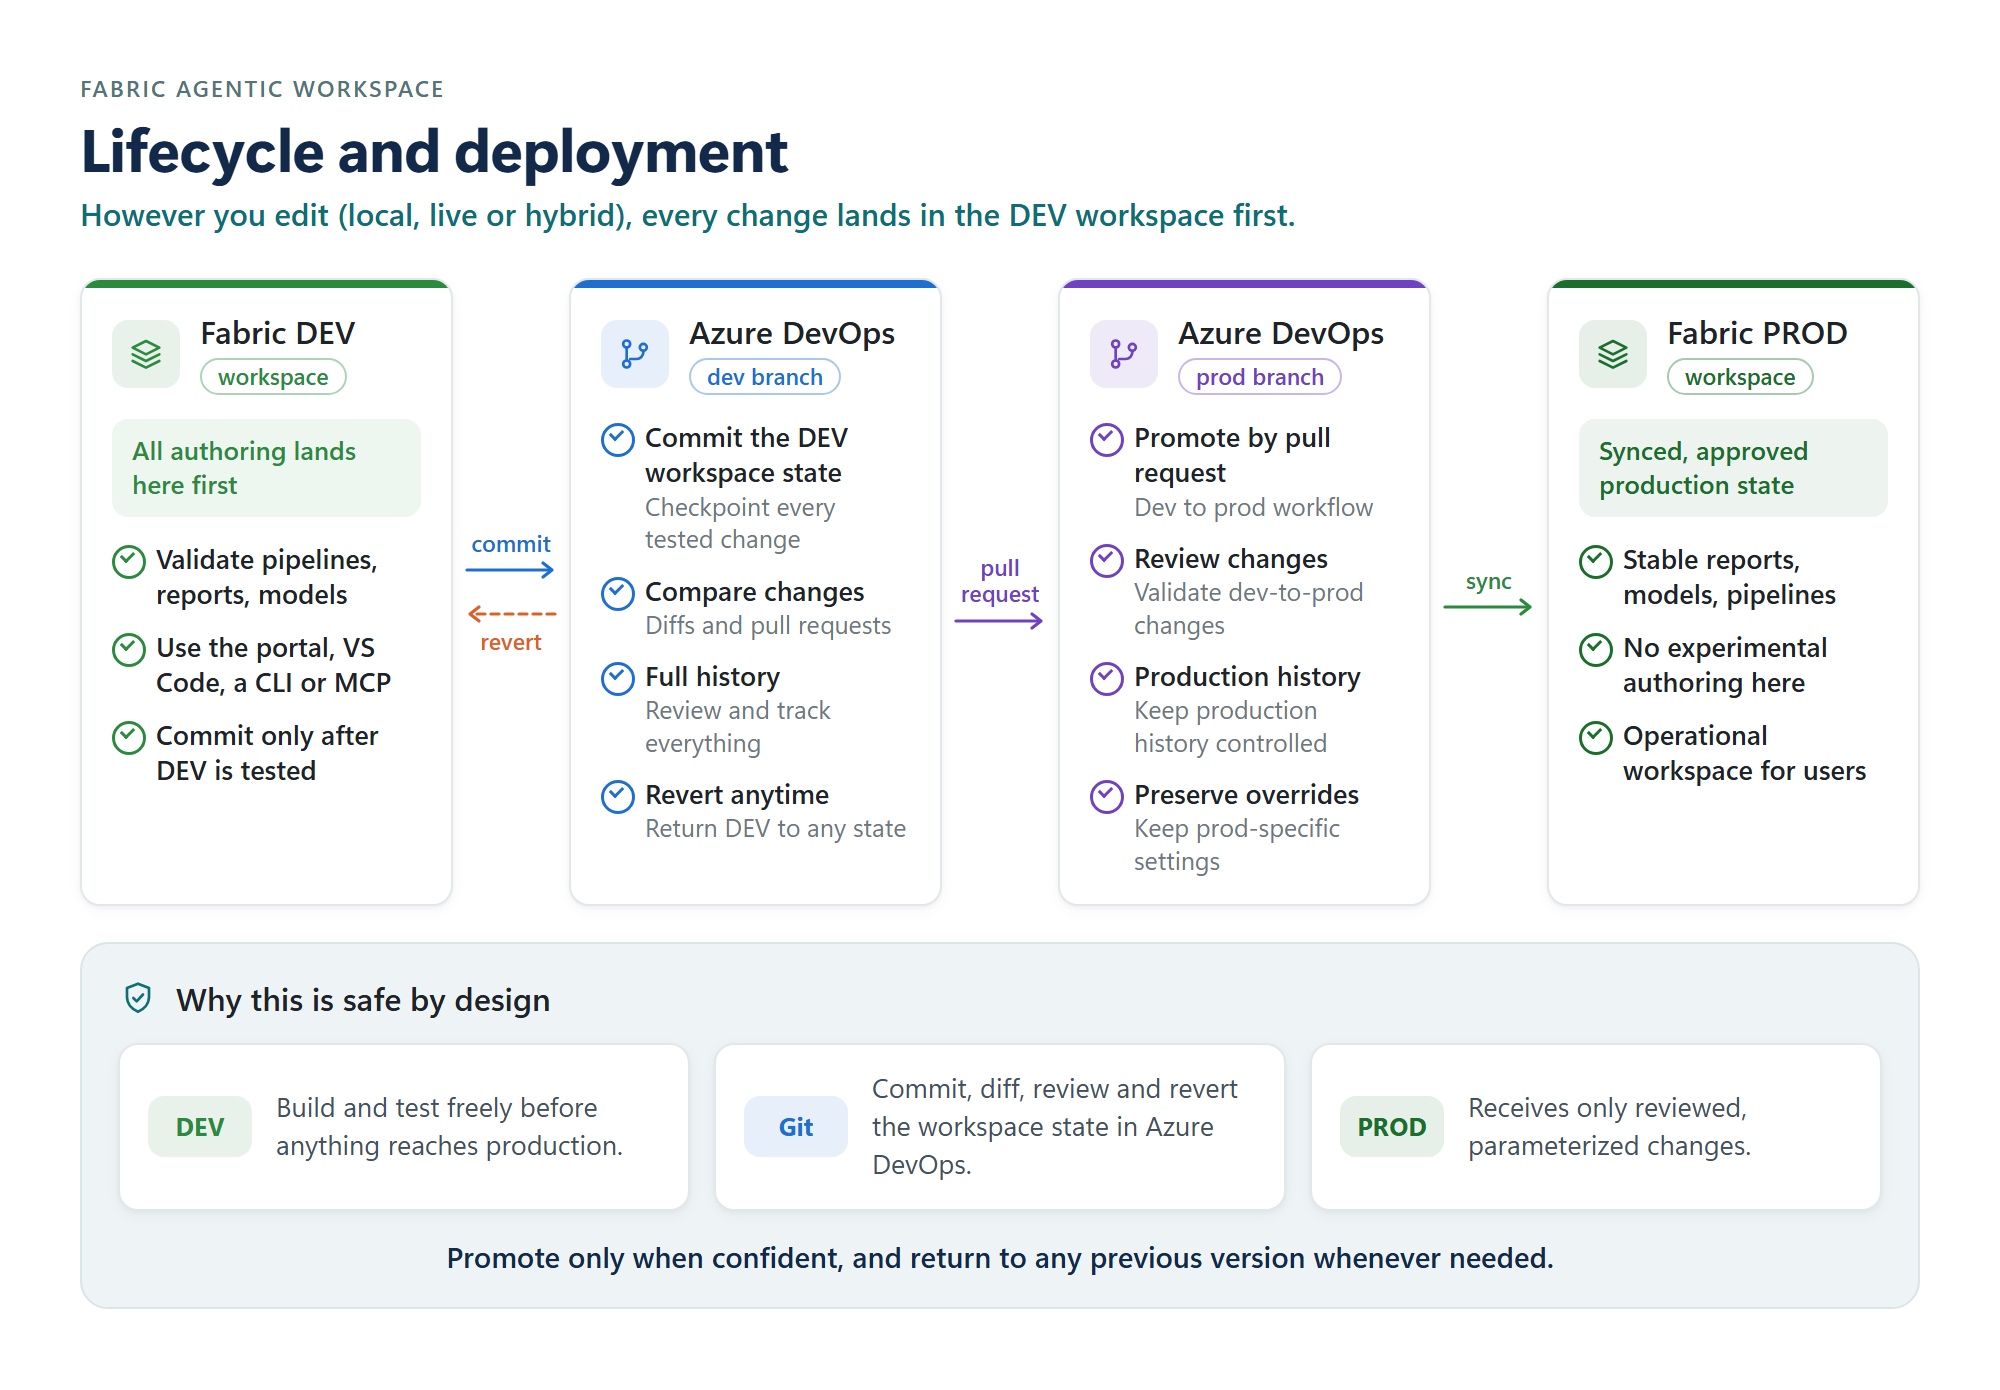 FABRIC AGENTIC WORKSPACE
Lifecycle and deployment
However you edit (local, live or hybrid), every change lands in the DEV workspace first.
Fabric DEV
workspace
All authoring lands
here first
Validate pipelines,
reports, models
Use the portal, VS
Code, a CLI or MCP
Commit only after
DEV is tested
commit
revert
Azure DevOps
dev branch
Commit the DEV
workspace state
Checkpoint every
tested change
Compare changes
Diffs and pull requests
Full history
Review and track
everything
Revert anytime
Return DEV to any state
pull
request
Azure DevOps
prod branch
Promote by pull
request
Dev to prod workflow
Review changes
Validate dev-to-prod
changes
Production history
Keep production
history controlled
Preserve overrides
Keep prod-specific
settings
sync
Fabric PROD
workspace
Synced, approved
production state
Stable reports,
models, pipelines
No experimental
authoring here
Operational
workspace for users
Why this is safe by design
DEV
Build and test freely before
anything reaches production.
Git
Commit, diff, review and revert
the workspace state in Azure
DevOps.
PROD
Receives only reviewed,
parameterized changes.
Promote only when confident, and return to any previous version whenever needed.